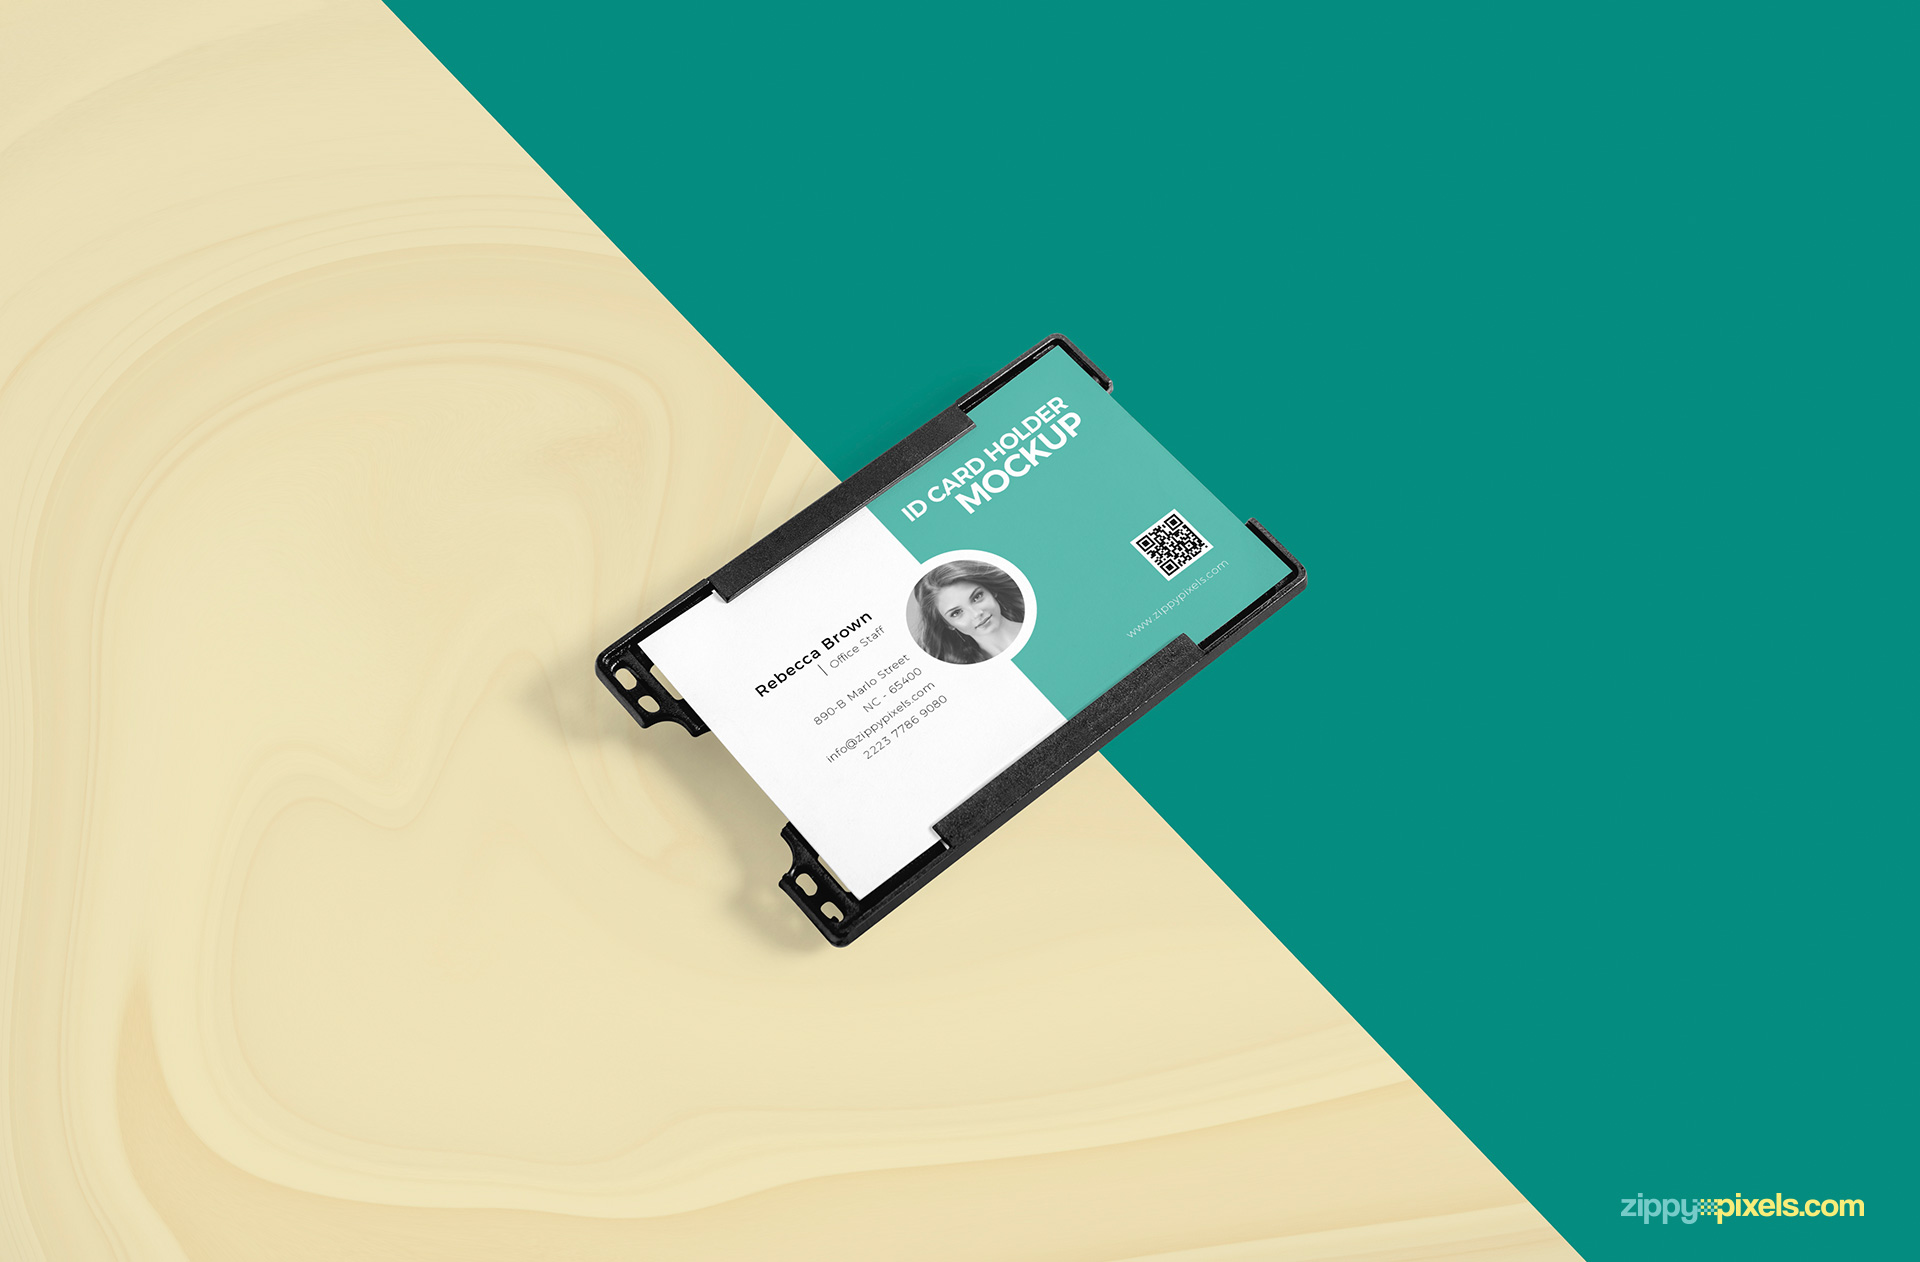 ID CARD HOLDER
MOCKUP
www.zippypixels.com
Rebecca Brown
| Office Staff
890-B Marlo Street
NC - 65400
info@zippypixels.com
2223 7786 9080
zippypixels.com